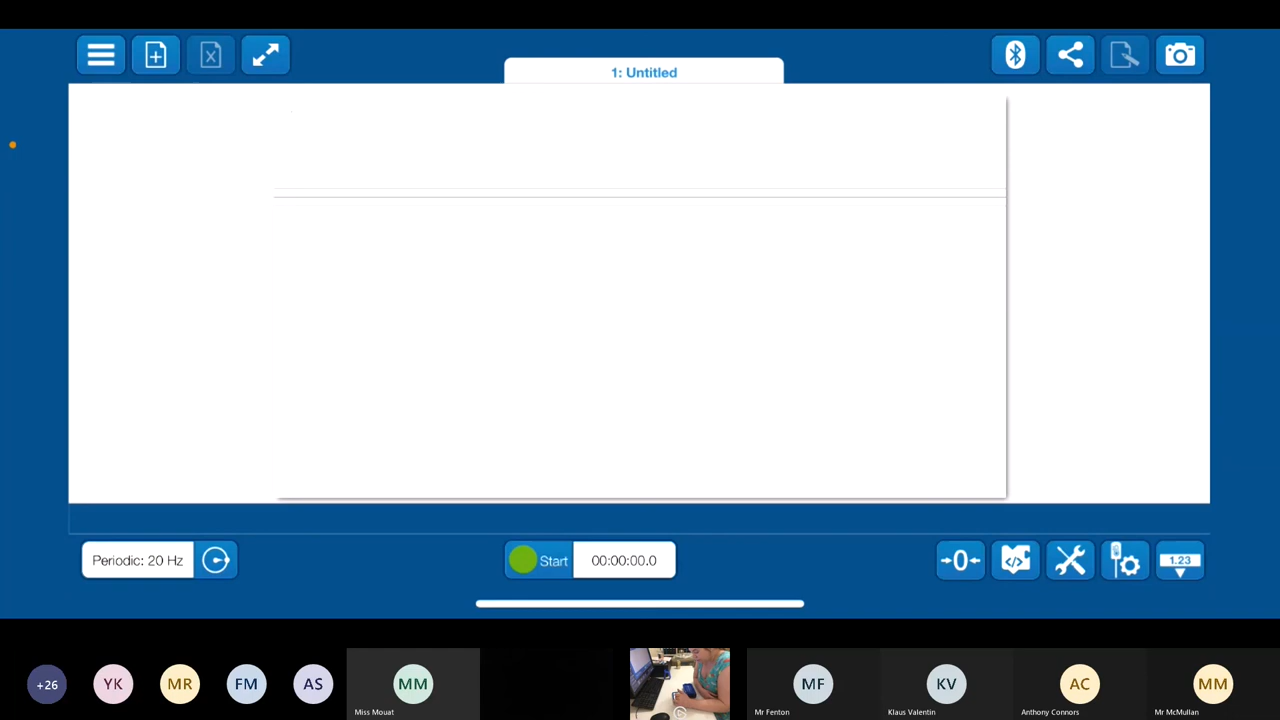 1: Untitled
Periodic: 20 Hz
Start
00:00:00.0
→0←
</>
1.23
+26
YK
MR
FM
AS
MM
Miss Mouat
MF
Mr Fenton
KV
Klaus Valentin
AC
Anthony Connors
MM
Mr McMullan